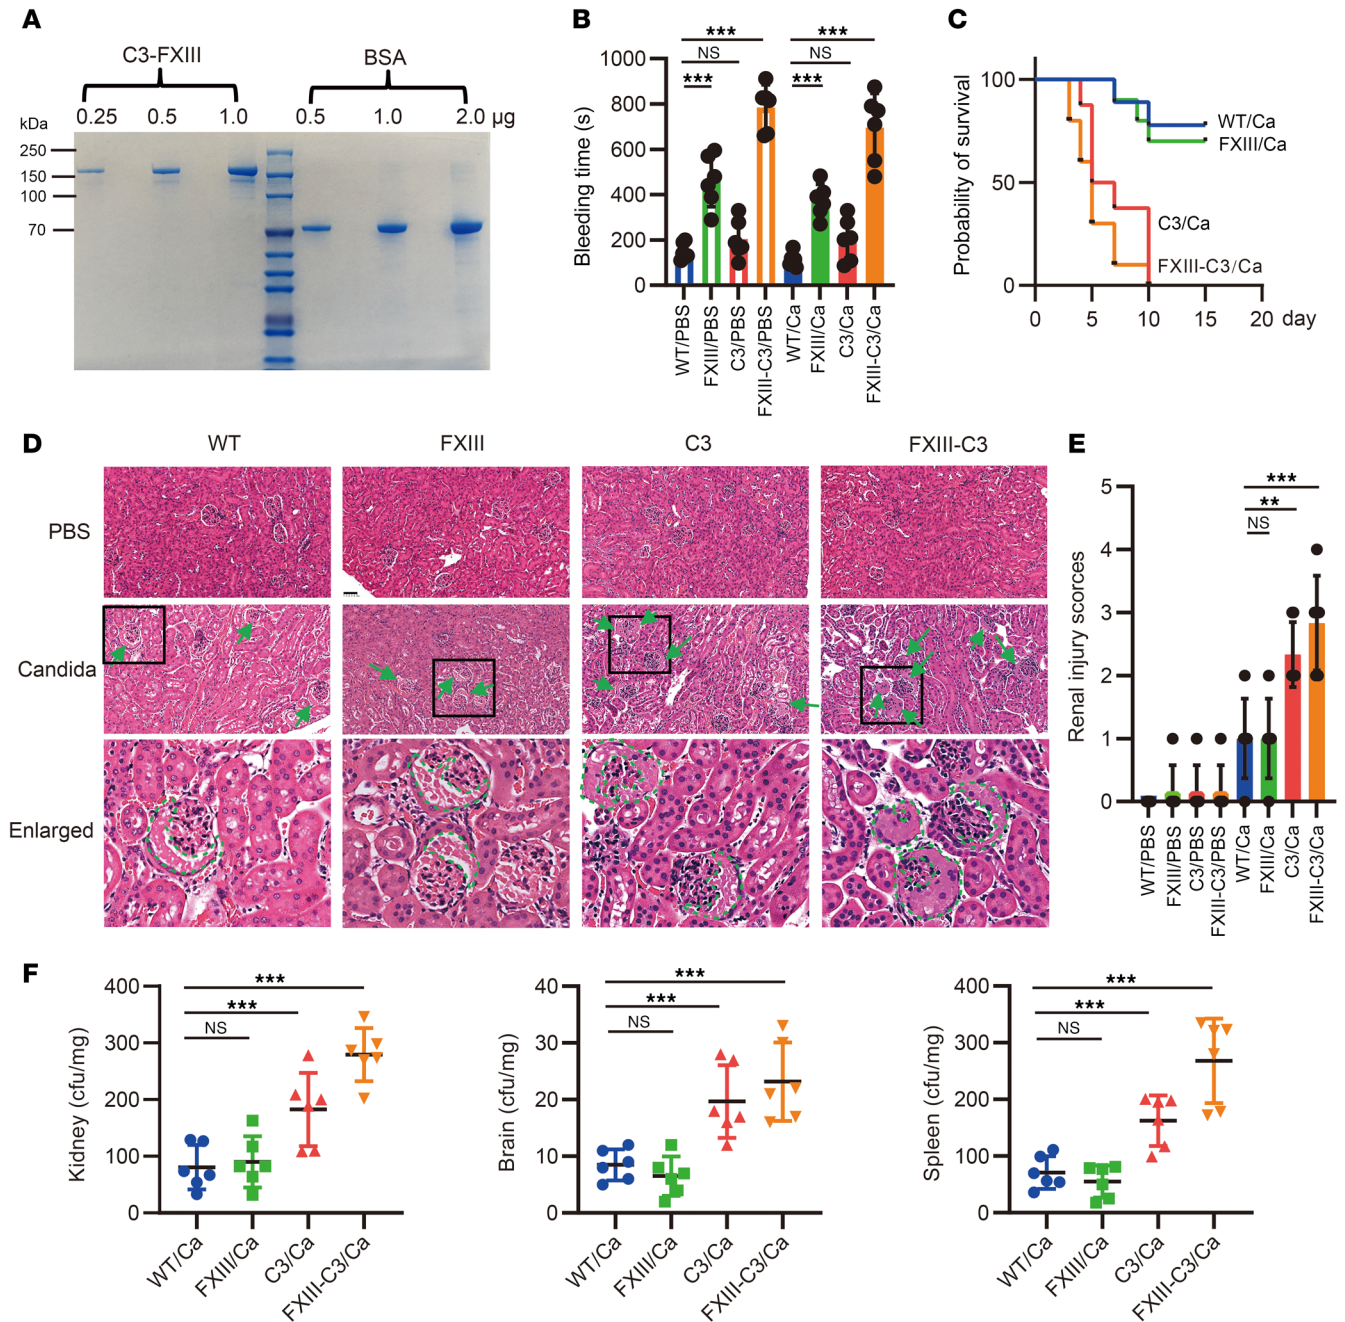 A
C3-FXIII
BSA
0.25 0.5 1.0 0.5 1.0 2.0 µg
kDa
250
150
100
70
B
Bleeding time (s)
1000
800
600
400
200
0
*** NS ***
*** NS ***
WT/PBS
FXIII/PBS
C3/PBS
FXIII-C3/PBS
WT/Ca
FXIII/Ca
C3/Ca
FXIII-C3/Ca
C
Probability of survival
100
50
0
0 5 10 15 20 day
WT/Ca
FXIII/Ca
C3/Ca
FXIII-C3/Ca
D
WT FXIII C3 FXIII-C3
PBS
Candida
Enlarged
E
Renal injury scorces
5
4
3
2
1
0
***
**
NS
WT/PBS
FXIII/PBS
C3/PBS
FXIII-C3/PBS
WT/Ca
FXIII/Ca
C3/Ca
FXIII-C3/Ca
F
Kidney (cfu/mg)
400
300
200
100
0
***
***
NS
WT/Ca
FXIII/Ca
C3/Ca
FXIII-C3/Ca
Brain (cfu/mg)
40
30
20
10
0
***
***
NS
WT/Ca
FXIII/Ca
C3/Ca
FXIII-C3/Ca
Spleen (cfu/mg)
400
300
200
100
0
***
***
NS
WT/Ca
FXIII/Ca
C3/Ca
FXIII-C3/Ca